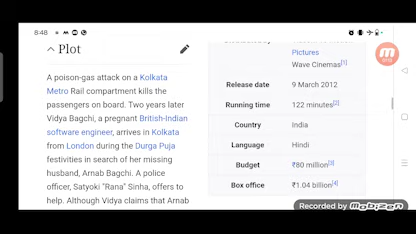 8:48
Plot
A poison-gas attack on a Kolkata
Metro Rail compartment kills the
passengers on board. Two years later
Vidya Bagchi, a pregnant British-Indian
software engineer, arrives in Kolkata
from London during the Durga Puja
festivities in search of her missing
husband, Arnab Bagchi. A police
officer, Satyoki "Rana" Sinha, offers to
help. Although Vidya claims that Arnab
Pictures
Wave Cinemas[1]
Release date 9 March 2012
Running time 122 minutes[2]
Country India
Language Hindi
Budget ₹80 million[3]
Box office ₹1.04 billion[4]
Recorded by Mobizen